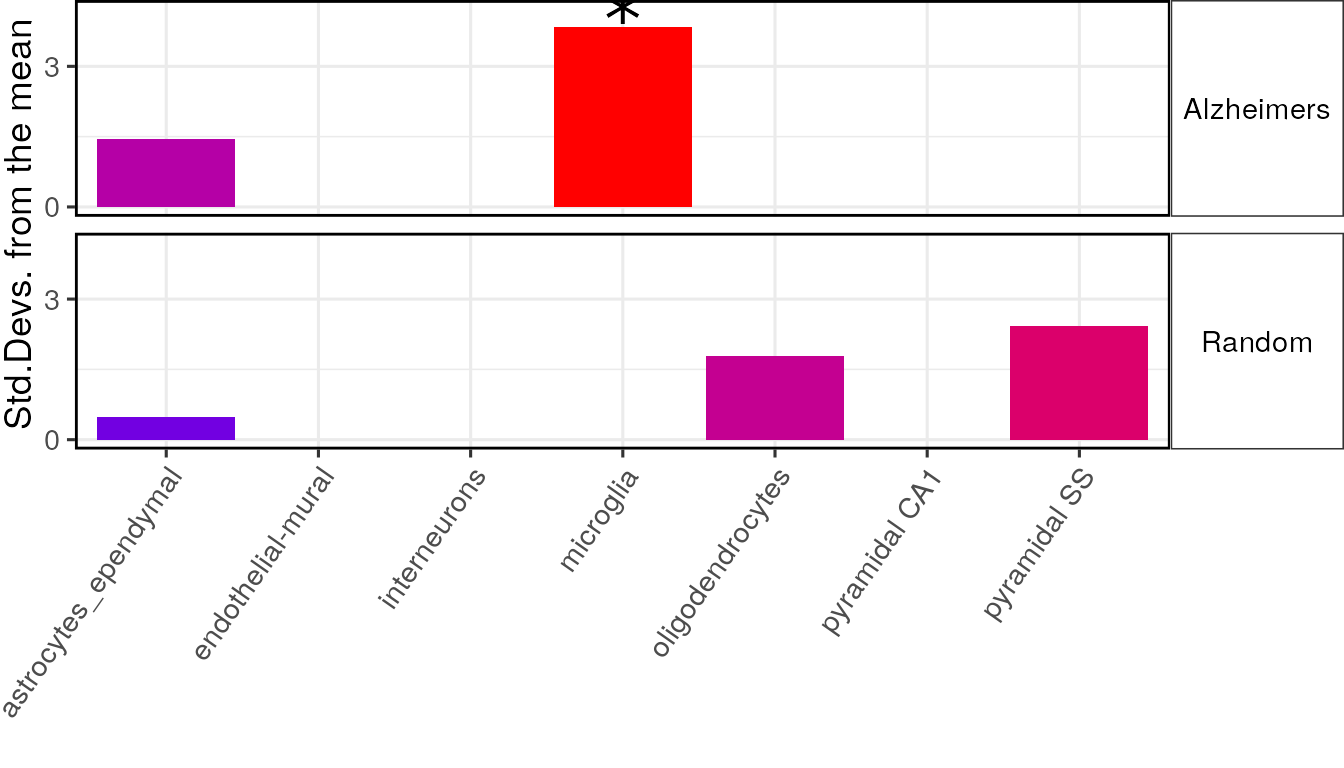 Std.Devs. from the mean
*
3
0
Alzheimers
3
0
Random
astrocytes_ependymal
endothelial-mural
interneurons
microglia
oligodendrocytes
pyramidal CA1
pyramidal SS